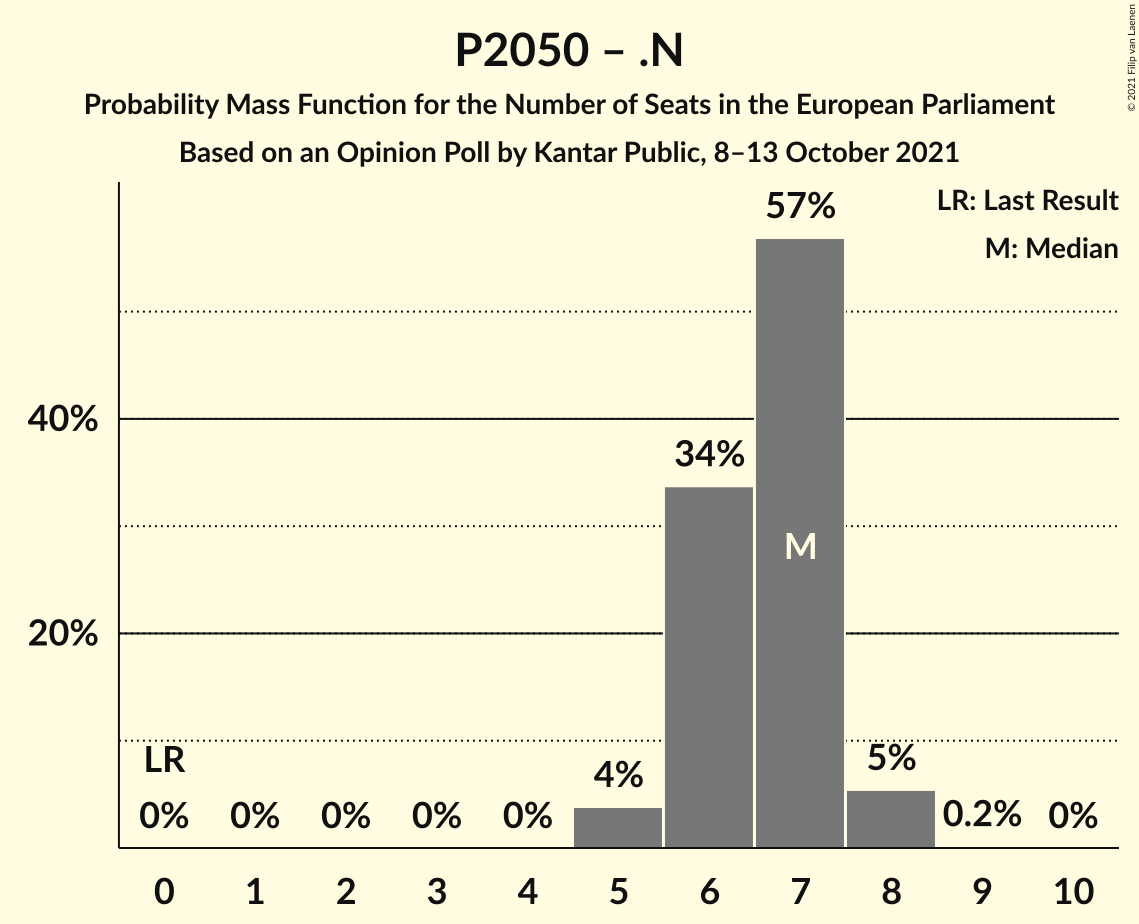 P2050 – .N
Probability Mass Function for the Number of Seats in the European Parliament
Based on an Opinion Poll by Kantar Public, 8–13 October 2021
© 2021 Filip van Laenen
LR: Last Result
M: Median
57%
40%
34%
M
20%
LR
0%
0%
0%
0%
0%
4%
5%
0.2%
0%
0 1 2 3 4 5 6 7 8 9 10